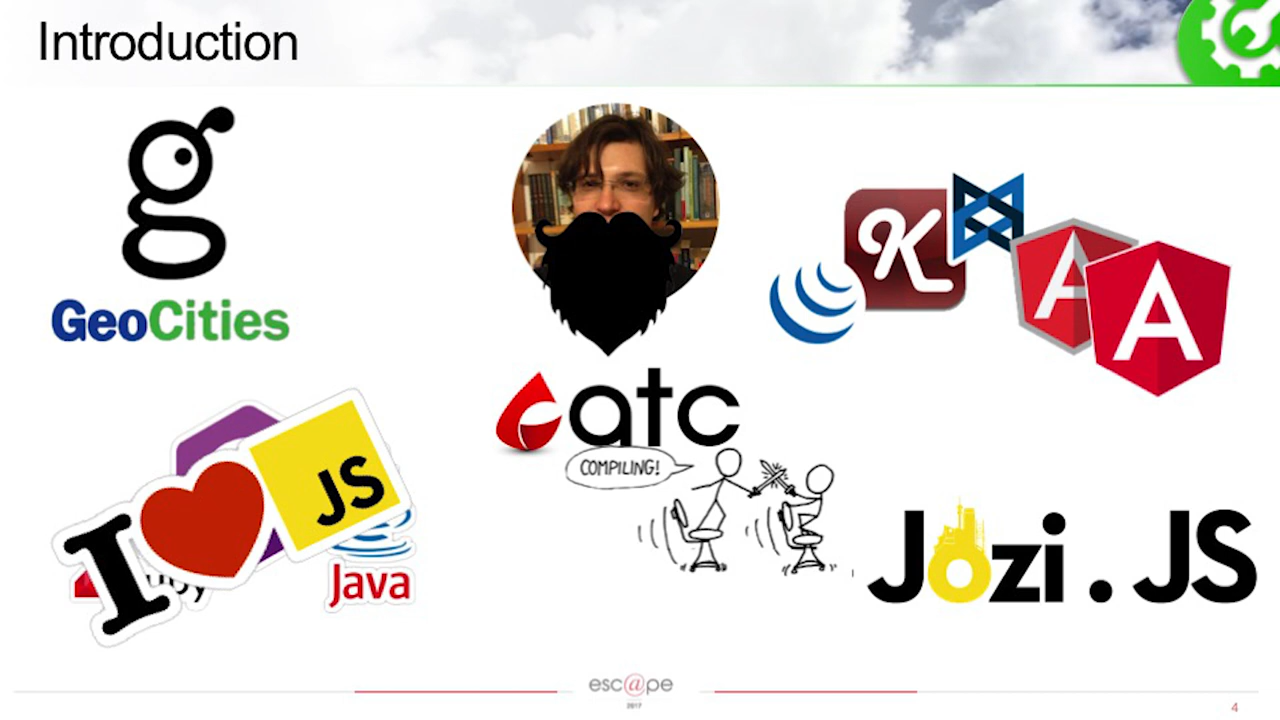 Introduction
g
GeoCities
K
A
A
atc
COMPILING!
I
JS
Java
Jozi.JS
esc@pe
2017
4